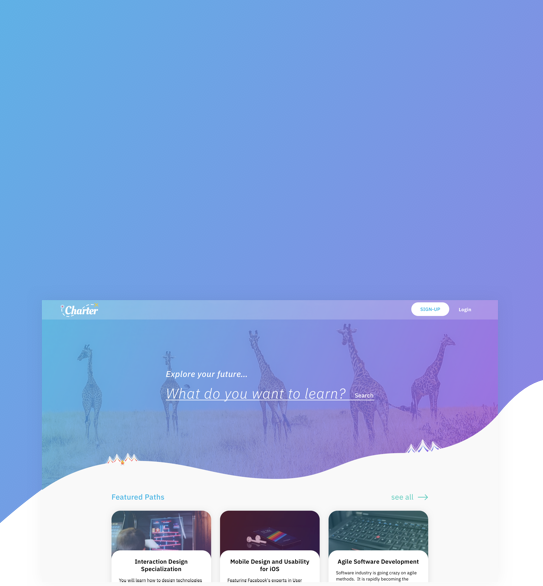 Charter
SIGN-UP
Login
Explore your future...
What do you want to learn?
Search
Featured Paths
see all
Interaction Design
Specialization
You will learn how to design technologies
Mobile Design and Usability
for iOS
Featured Facebook's experts in User
Agile Software Development
Software industry is going crazy on agile
methods. It is rapidly becoming the